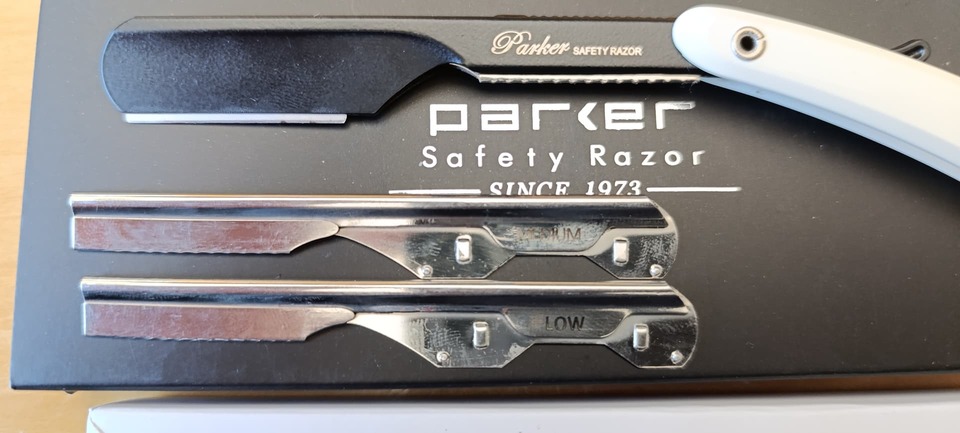 Parker SAFETY RAZOR
parker
Safety Razor
SINCE 1973
LOW